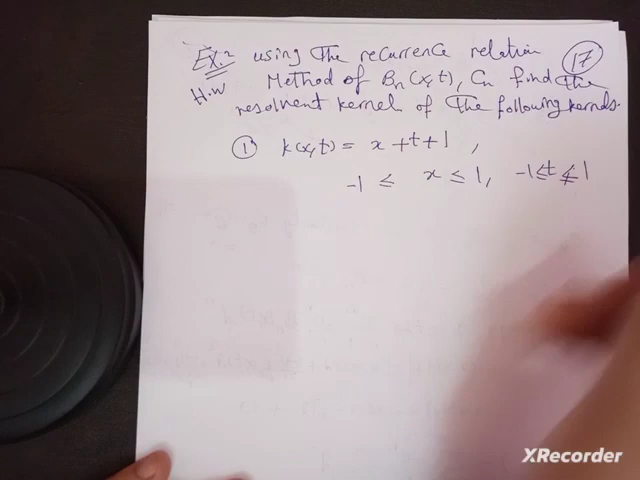 Ex.2 using the recurrence relation 17
H.W Method of Bn(x,t), Cn find the
resolvent kernel of the following kernels.
1 k(x,t) = x+t+1 ,
-1 ≤ x ≤ 1, -1 ≤ t ≤ 1
XRecorder